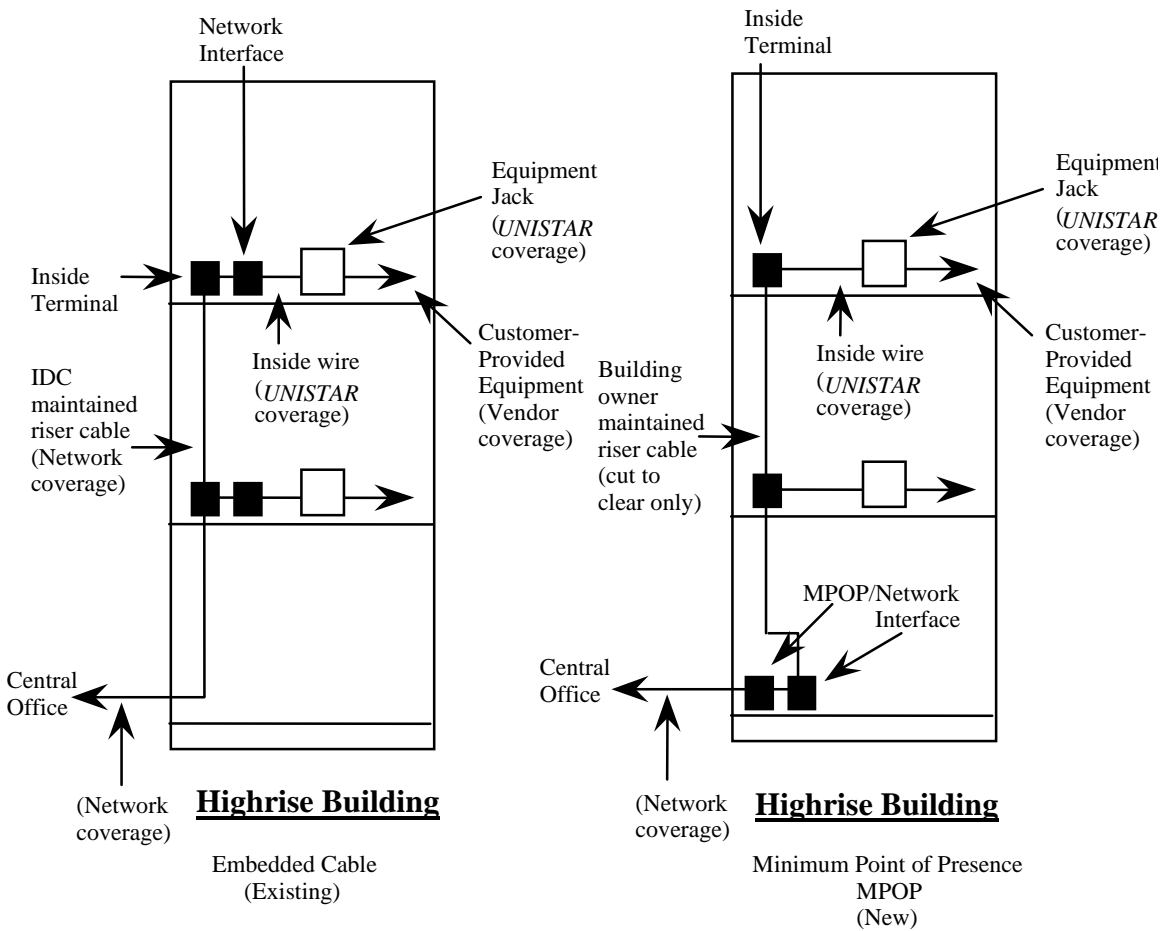 Network
Interface
Equipment
Jack
(UNISTAR
coverage)
Inside
Terminal
Inside wire
(UNISTAR
coverage)
Customer-
Provided
Equipment
(Vendor
coverage)
IDC
maintained
riser cable
(Network
coverage)
Central
Office
(Network
coverage)
Highrise Building
Embedded Cable
(Existing)
Inside
Terminal
Equipment
Jack
(UNISTAR
coverage)
Inside wire
(UNISTAR
coverage)
Customer-
Provided
Equipment
(Vendor
coverage)
Building
owner
maintained
riser cable
(cut to
clear only)
MPOP/Network
Interface
Central
Office
(Network
coverage)
Highrise Building
Minimum Point of Presence
MPOP
(New)